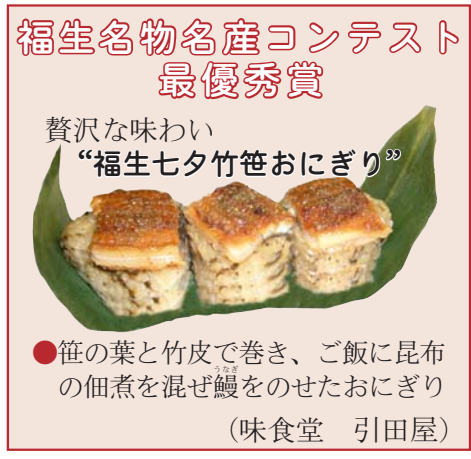 福生名物名産コンテスト
最優秀賞
贅沢な味わい
“福生七夕竹笹おにぎり”
●笹の葉と竹皮で巻き、ご飯に昆布
の佃煮を混ぜ鰻をのせたおにぎり
うなぎ
（味食堂　引田屋）